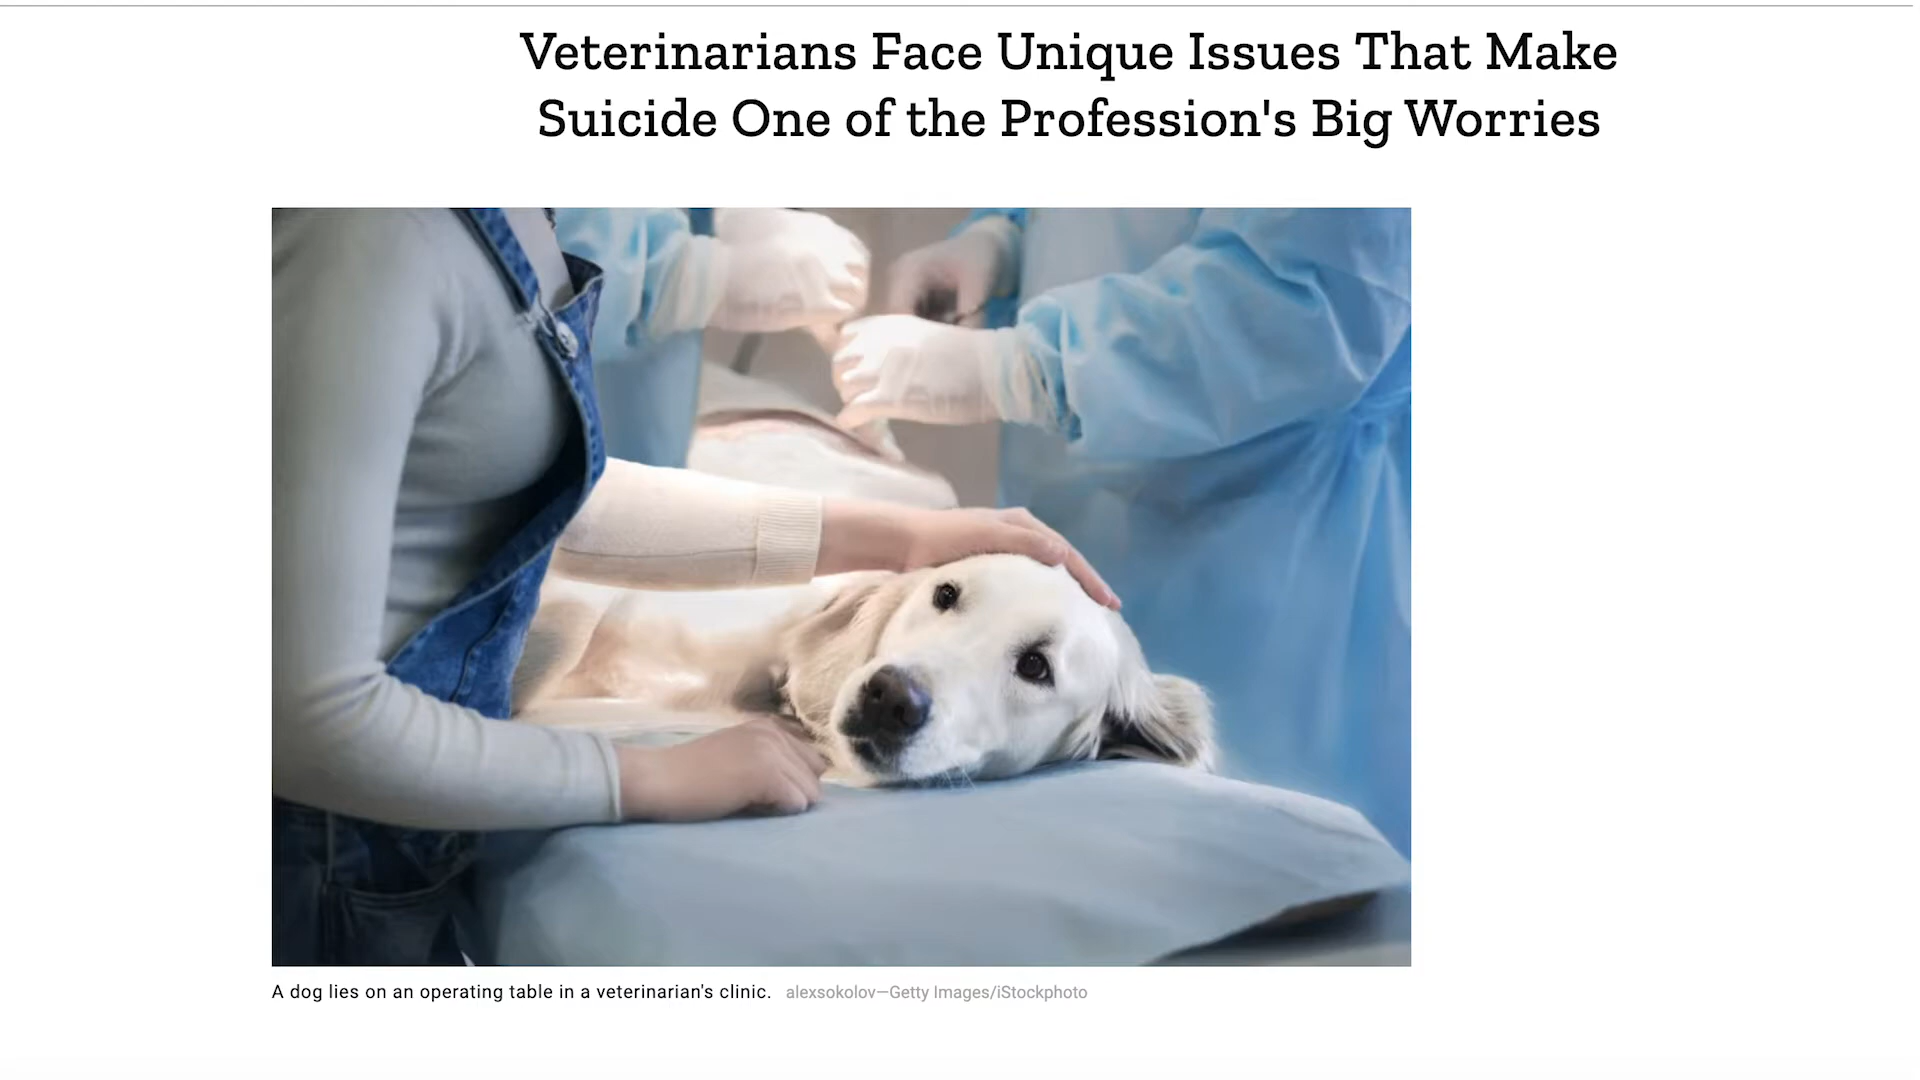 Veterinarians Face Unique Issues That Make
Suicide One of the Profession's Big Worries
A dog lies on an operating table in a veterinarian's clinic. alexsokolov—Getty Images/iStockphoto